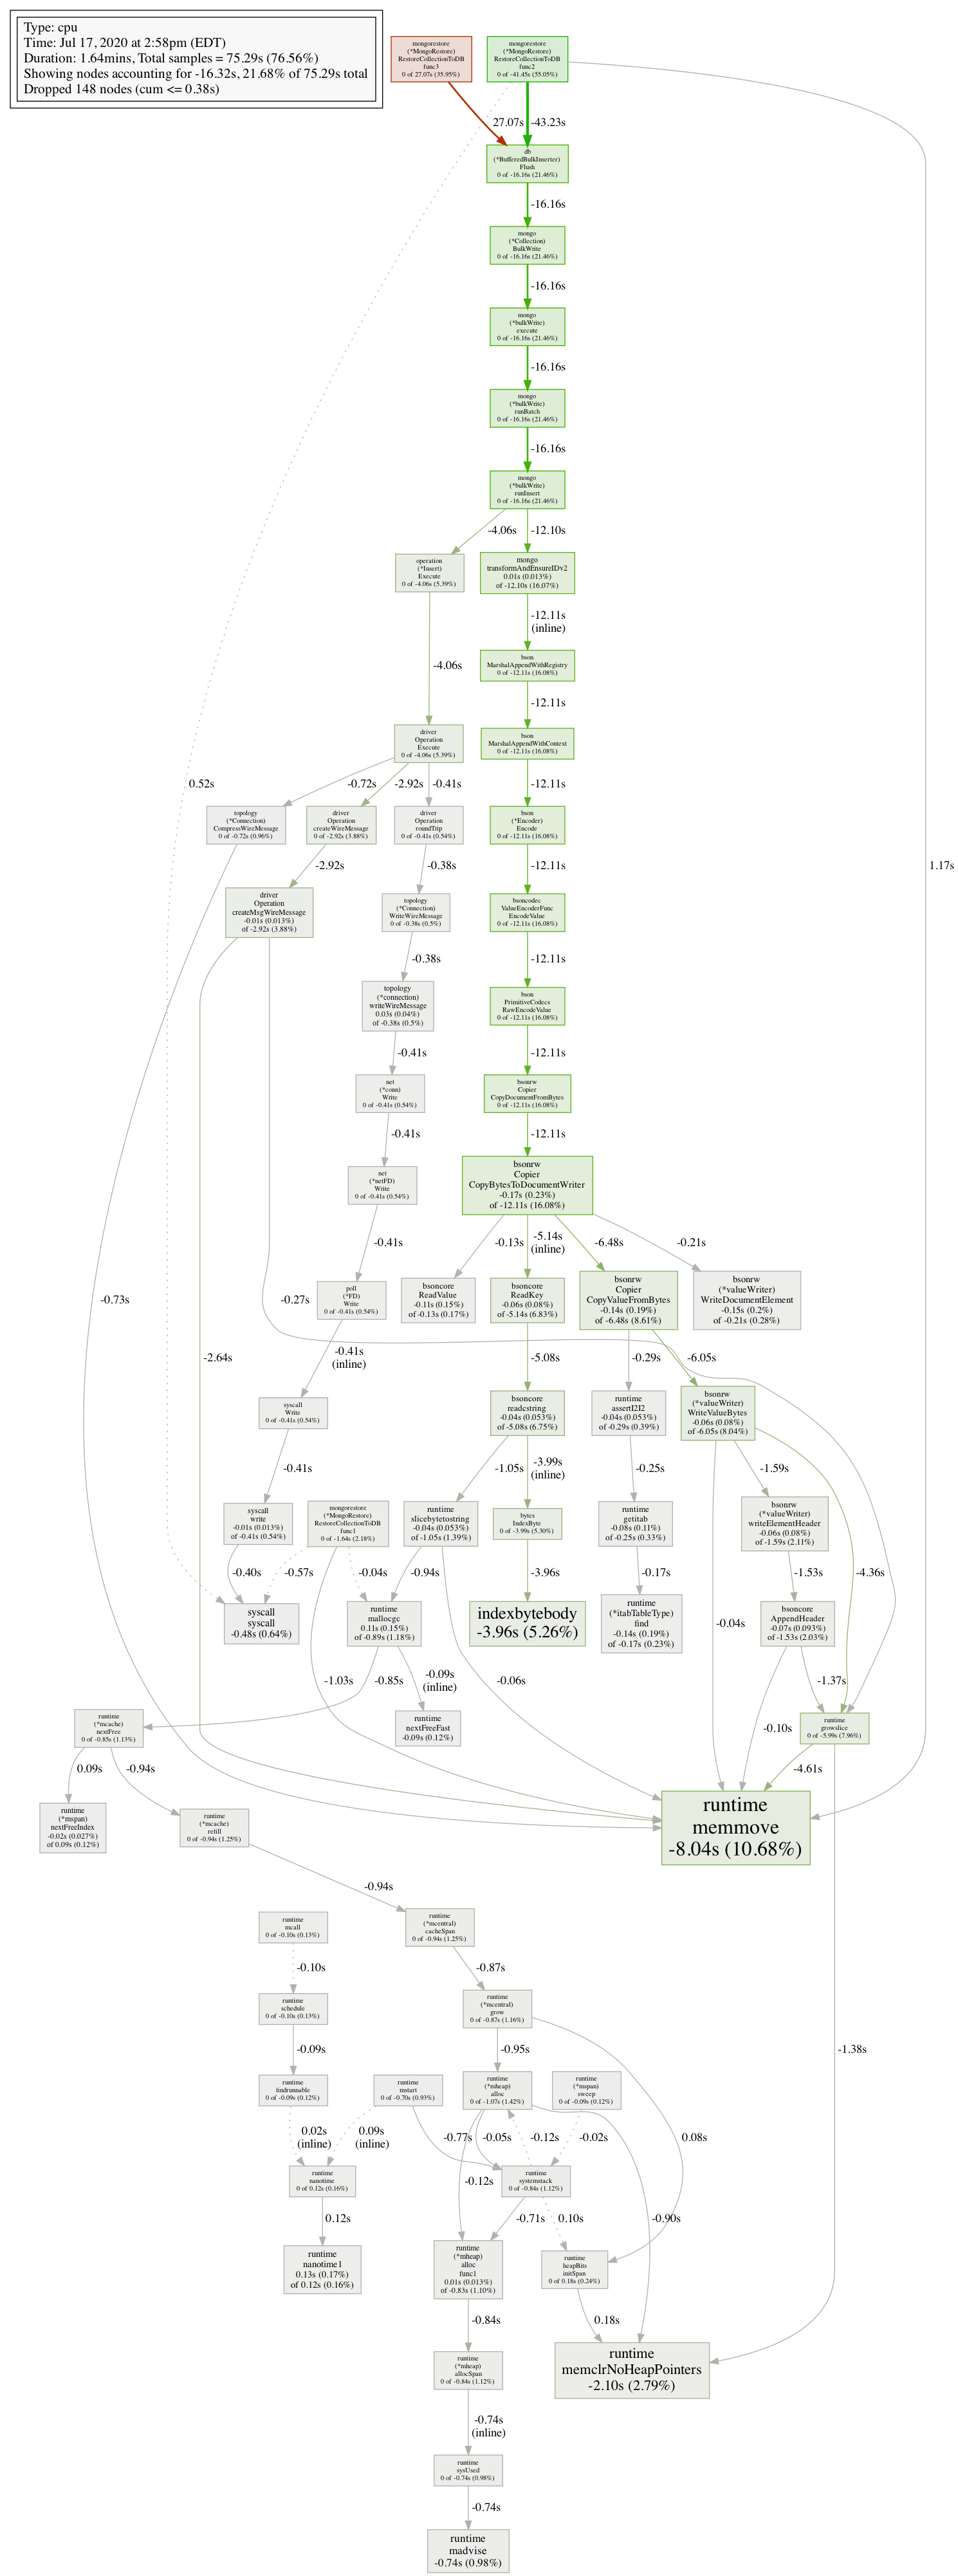 Type: cpu
Time: Jul 17, 2020 at 2:58pm (EDT)
Duration: 1.64mins, Total samples = 75.29s (76.56%)
Showing nodes accounting for -16.32s, 21.68% of 75.29s total
Dropped 148 nodes (cum <= 0.38s)
mongorestore
(*MongoRestore)
RestoreCollectionToDB
func3
0 of 27.07s (35.95%)
mongorestore
(*MongoRestore)
RestoreCollectionToDB
func2
0 of -41.45s (55.05%)
27.07s
-43.23s
db
(*BufferedBulkInserter)
Flush
0 of -16.16s (21.46%)
-16.16s
mongo
(*Collection)
BulkWrite
0 of -16.16s (21.46%)
-16.16s
mongo
(*bulkWrite)
execute
0 of -16.16s (21.46%)
-16.16s
mongo
(*bulkWrite)
runBatch
0 of -16.16s (21.46%)
-16.16s
mongo
(*bulkWrite)
runInsert
0 of -16.16s (21.46%)
-4.06s
-12.10s
operation
(*Insert)
Execute
0 of -4.06s (5.39%)
mongo
transformAndEnsureIDv2
0.01s (0.013%)
of -12.10s (16.07%)
-12.11s
(inline)
-4.06s
bson
MarshalAppendWithRegistry
0 of -12.11s (16.08%)
-12.11s
driver
Operation
Execute
0 of -4.06s (5.39%)
bson
MarshalAppendWithContext
0 of -12.11s (16.08%)
0.52s
-0.72s
-2.92s
-0.41s
-12.11s
topology
(*Connection)
CompressWireMessage
0 of -0.72s (0.96%)
driver
Operation
createWireMessage
0 of -2.92s (3.88%)
driver
Operation
roundTrip
0 of -0.41s (0.54%)
bson
(*Encoder)
Encode
0 of -12.11s (16.08%)
1.17s
-2.92s
-0.38s
-12.11s
driver
Operation
createMsgWireMessage
-0.01s (0.013%)
of -2.92s (3.88%)
topology
(*Connection)
WriteWireMessage
0 of -0.38s (0.5%)
bsoncodec
ValueEncoderFunc
EncodeValue
0 of -12.11s (16.08%)
-0.38s
-12.11s
topology
(*connection)
writeWireMessage
0.03s (0.04%)
of -0.38s (0.5%)
bson
PrimitiveCodecs
RawEncodeValue
0 of -12.11s (16.08%)
-0.41s
-12.11s
net
(*conn)
Write
0 of -0.41s (0.54%)
bsonrw
Copier
CopyDocumentFromBytes
0 of -12.11s (16.08%)
-0.41s
-12.11s
net
(*netFD)
Write
0 of -0.41s (0.54%)
bsonrw
Copier
CopyBytesToDocumentWriter
-0.17s (0.23%)
of -12.11s (16.08%)
-0.41s
-0.13s
-5.14s
(inline)
-6.48s
-0.21s
-0.73s
-0.27s
poll
(*FD)
Write
0 of -0.41s (0.54%)
bsoncore
ReadValue
-0.11s (0.15%)
of -0.13s (0.17%)
bsoncore
ReadKey
-0.06s (0.08%)
of -5.14s (6.83%)
bsonrw
Copier
CopyValueFromBytes
-0.14s (0.19%)
of -6.48s (8.61%)
bsonrw
(*valueWriter)
WriteDocumentElement
-0.15s (0.2%)
of -0.21s (0.28%)
-2.64s
-0.41s
(inline)
-5.08s
-0.29s
-6.05s
syscall
Write
0 of -0.41s (0.54%)
bsoncore
readcstring
-0.04s (0.053%)
of -5.08s (6.75%)
runtime
assertI2I2
-0.04s (0.053%)
of -0.29s (0.39%)
bsonrw
(*valueWriter)
WriteValueBytes
-0.06s (0.08%)
of -6.05s (8.04%)
-0.41s
-1.05s
-3.99s
(inline)
-0.25s
-1.59s
syscall
write
-0.01s (0.013%)
of -0.41s (0.54%)
mongorestore
(*MongoRestore)
RestoreCollectionToDB
func1
0 of -1.64s (2.18%)
runtime
slicebytetostring
-0.04s (0.053%)
of -1.05s (1.39%)
bytes
IndexByte
0 of -3.99s (5.30%)
runtime
getitab
-0.08s (0.11%)
of -0.25s (0.33%)
bsonrw
(*valueWriter)
writeElementHeader
-0.06s (0.08%)
of -1.59s (2.11%)
-0.40s
-0.57s
-0.04s
-0.94s
-3.96s
-0.17s
-1.53s
-4.36s
syscall
syscall
-0.48s (0.64%)
runtime
mallocgc
0.11s (0.15%)
of -0.89s (1.18%)
indexbytebody
-3.96s (5.26%)
runtime
(*itabTableType)
find
-0.14s (0.19%)
of -0.17s (0.23%)
-0.04s
bsoncore
AppendHeader
-0.07s (0.093%)
of -1.53s (2.03%)
-1.03s
-0.85s
-0.09s
(inline)
-0.06s
-1.37s
runtime
(*mcache)
nextFree
0 of -0.85s (1.13%)
runtime
nextFreeFast
-0.09s (0.12%)
-0.10s
runtime
growslice
0 of -5.99s (7.96%)
0.09s
-0.94s
-4.61s
runtime
(*mspan)
nextFreeIndex
-0.02s (0.027%)
of 0.09s (0.12%)
runtime
(*mcache)
refill
0 of -0.94s (1.25%)
runtime
memmove
-8.04s (10.68%)
-0.94s
runtime
mcall
0 of -0.10s (0.13%)
runtime
(*mcentral)
cacheSpan
0 of -0.94s (1.25%)
-0.10s
-0.87s
runtime
schedule
0 of -0.10s (0.13%)
runtime
(*mcentral)
grow
0 of -0.87s (1.16%)
-0.09s
-0.95s
-1.38s
runtime
findrunnable
0 of -0.09s (0.12%)
runtime
mstart
0 of -0.70s (0.93%)
runtime
(*mheap)
alloc
0 of -1.07s (1.42%)
runtime
(*mspan)
sweep
0 of -0.09s (0.12%)
0.02s
(inline)
0.09s
(inline)
-0.77s
-0.05s
-0.12s
-0.02s
0.08s
runtime
nanotime
0 of 0.12s (0.16%)
-0.12s
runtime
systemstack
0 of -0.84s (1.12%)
0.12s
-0.71s
0.10s
-0.90s
runtime
nanotime1
0.13s (0.17%)
of 0.12s (0.16%)
runtime
(*mheap)
alloc
func1
0.01s (0.013%)
of -0.83s (1.10%)
runtime
heapBits
initSpan
0 of 0.18s (0.24%)
-0.84s
0.18s
runtime
(*mheap)
allocSpan
0 of -0.84s (1.12%)
runtime
memclrNoHeapPointers
-2.10s (2.79%)
-0.74s
(inline)
runtime
sysUsed
0 of -0.74s (0.98%)
-0.74s
runtime
madvise
-0.74s (0.98%)